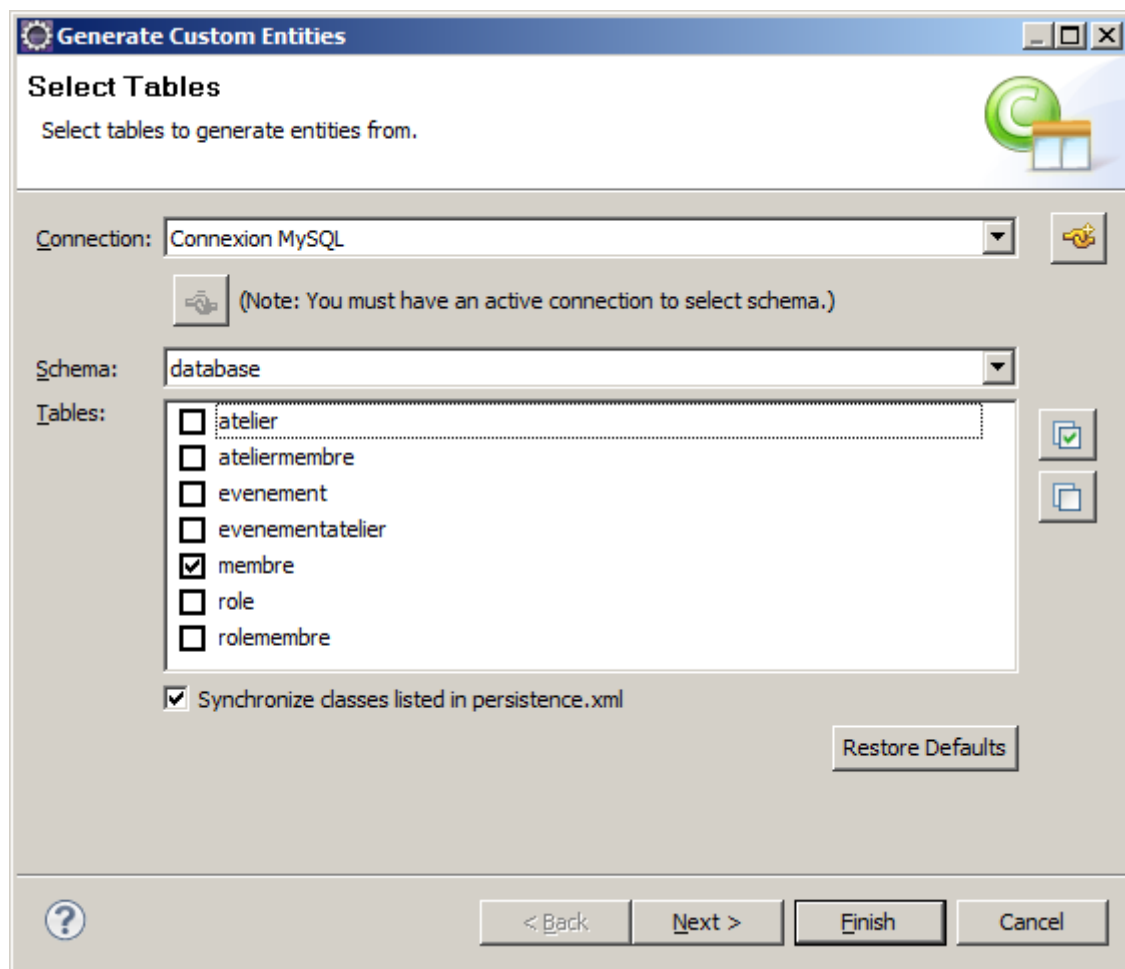 Generate Custom Entities
Select Tables
Select tables to generate entities from.
Connection: Connexion MySQL
(Note: You must have an active connection to select schema.)
Schema: database
Tables: atelier
ateliermembre
evenement
evenementatelier
membre
role
rolemembre
Synchronize classes listed in persistence.xml
Restore Defaults
< Back Next > Finish Cancel